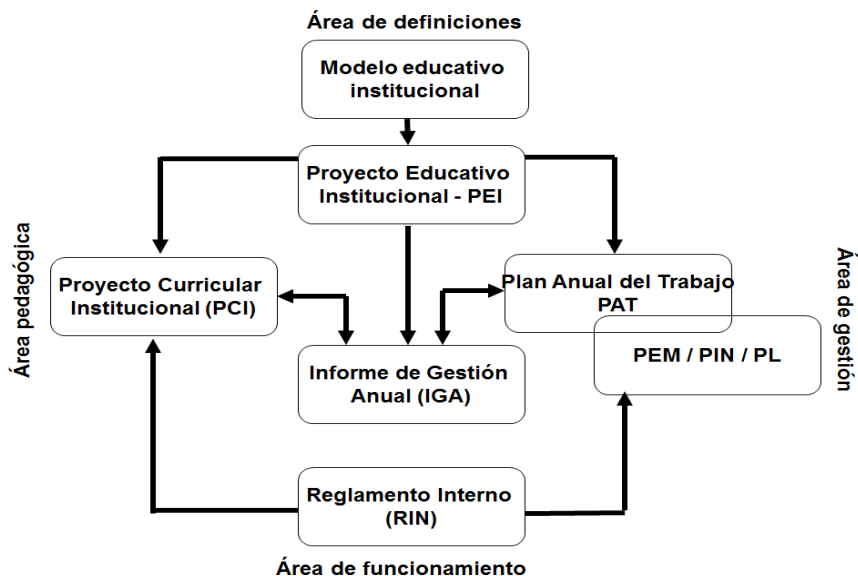 Área de definiciones
Modelo educativo
institucional
Proyecto Educativo
Institucional - PEI
Área pedagógica
Proyecto Curricular
Institucional (PCI)
Plan Anual del Trabajo
PAT
Área de gestión
PEM / PIN / PL
Informe de Gestión
Anual (IGA)
Reglamento Interno
(RIN)
Área de funcionamiento